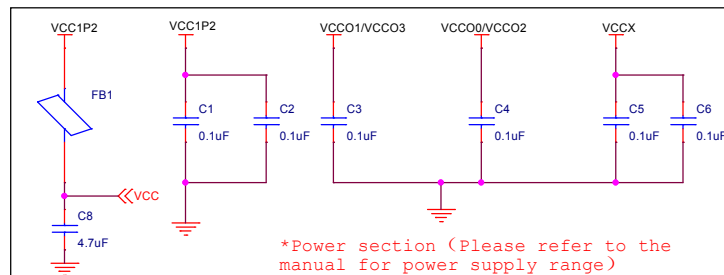 VCC1P2 VCC1P2 VCCO1/VCCO3 VCCO0/VCCO2 VCCX
FB1 C1 C2 C3 C4 C5 C6
0.1uF 0.1uF 0.1uF 0.1uF 0.1uF 0.1uF
VCC
C8
4.7uF
*Power section (Please refer to the
manual for power supply range)